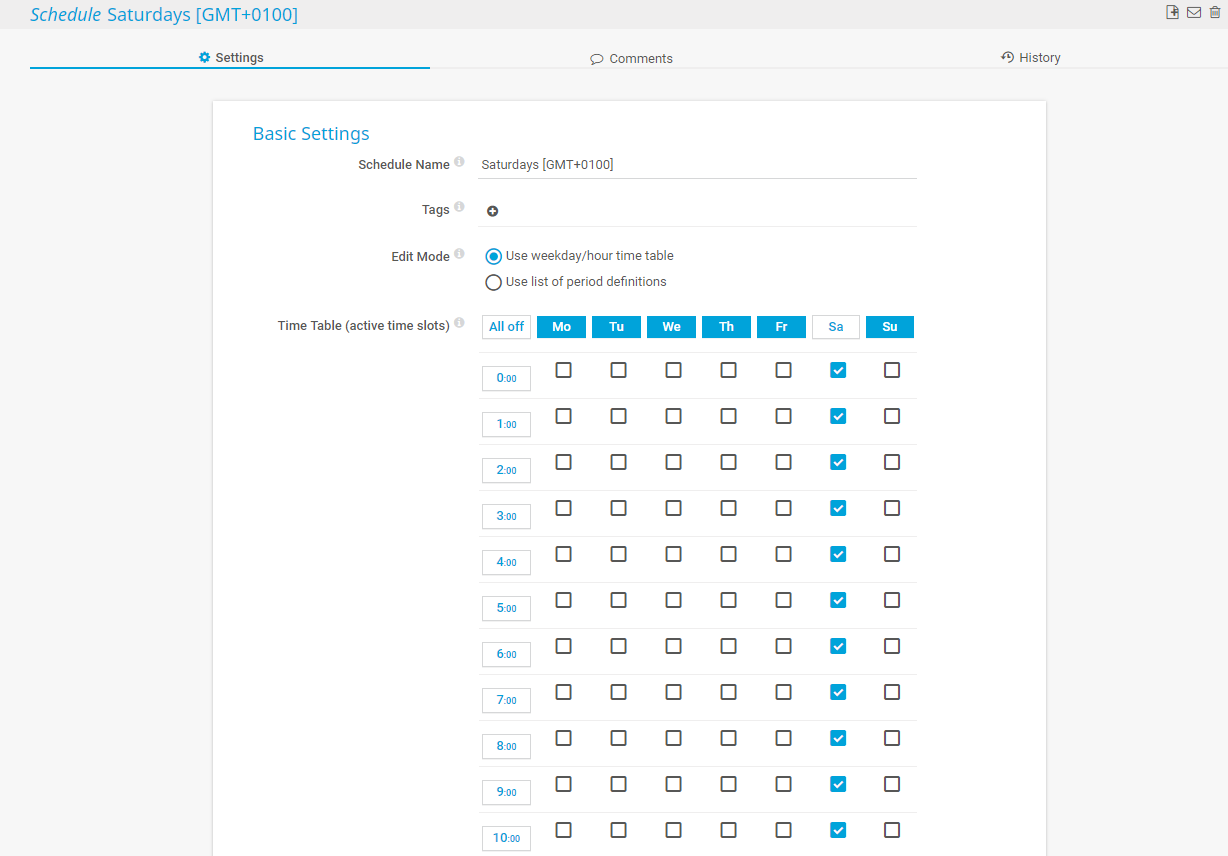 Schedule Saturdays [GMT+0100]
Settings Comments History
Basic Settings
Schedule Name Saturdays [GMT+0100]
Tags
Edit Mode Use weekday/hour time table
Use list of period definitions
Time Table (active time slots) All off Mo Tu We Th Fr Sa Su
0:00
1:00
2:00
3:00
4:00
5:00
6:00
7:00
8:00
9:00
10:00